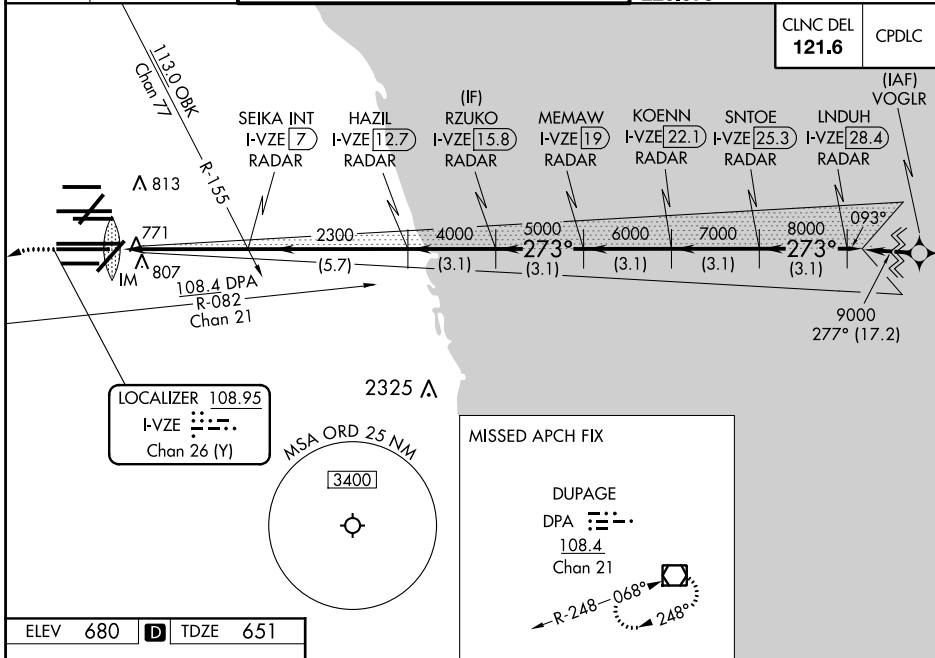 CLNC DEL
121.6
CPDLC
113.0 OBK
Chan 77
R-155
SEIKA INT
I-VZE 7
RADAR
HAZIL
I-VZE 12.7
RADAR
(IF)
RZUKO
I-VZE 15.8
RADAR
MEMAW
I-VZE 19
RADAR
KOENN
I-VZE 22.1
RADAR
SNTOE
I-VZE 25.3
RADAR
LNDUH
I-VZE 28.4
RADAR
(IAF)
VOGLR
813
771
807
IM
2300
(5.7)
4000
(3.1)
5000
273°
(3.1)
6000
(3.1)
7000
(3.1)
8000
273°
(3.1)
093°
9000
277° (17.2)
108.4 DPA
R-082
Chan 21
LOCALIZER 108.95
I-VZE
Chan 26 (Y)
2325
MSA ORD 25 NM
3400
MISSED APCH FIX
DUPAGE
DPA
108.4
Chan 21
R-248
068°
248°
ELEV 680 D TDZE 651